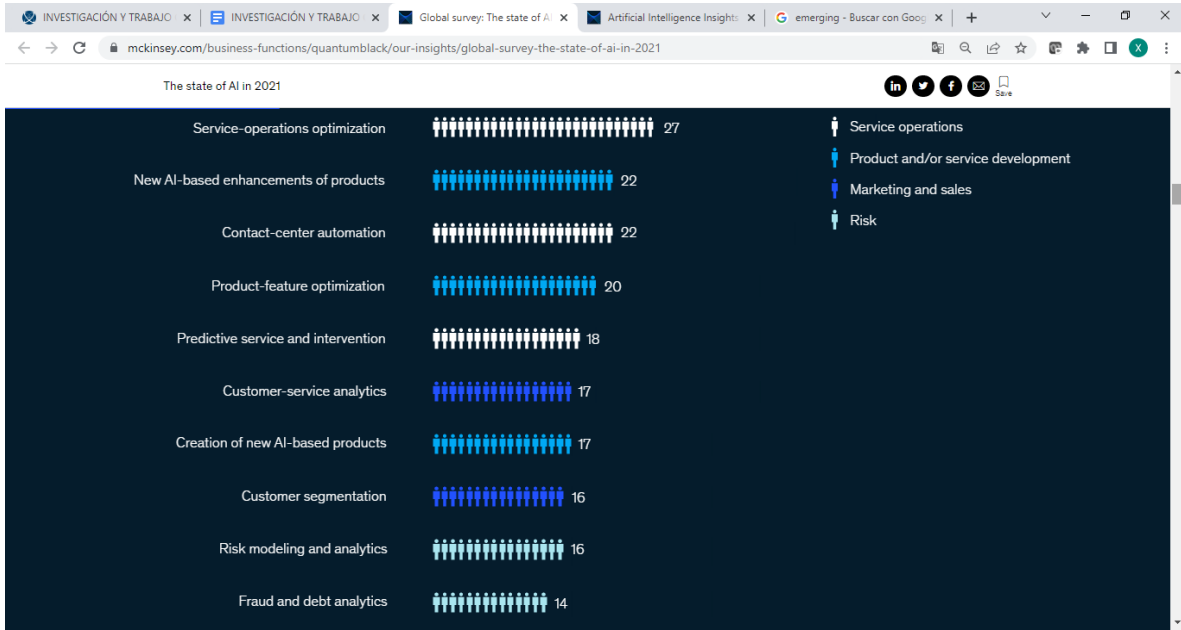 INVESTIGACIÓN Y TRABAJO
INVESTIGACIÓN Y TRABAJO
Global survey: The state of A
Artificial Intelligence Insights
emerging - Buscar con Goog
mckinsey.com/business-functions/quantumblack/our-insights/global-survey-the-state-of-ai-in-2021
X
The state of AI in 2021
in
f
Save
Service-operations optimization 27
New AI-based enhancements of products 22
Contact-center automation 22
Product-feature optimization 20
Predictive service and intervention 18
Customer-service analytics 17
Creation of new AI-based products 17
Customer segmentation 16
Risk modeling and analytics 16
Fraud and debt analytics 14
Service operations
Product and/or service development
Marketing and sales
Risk